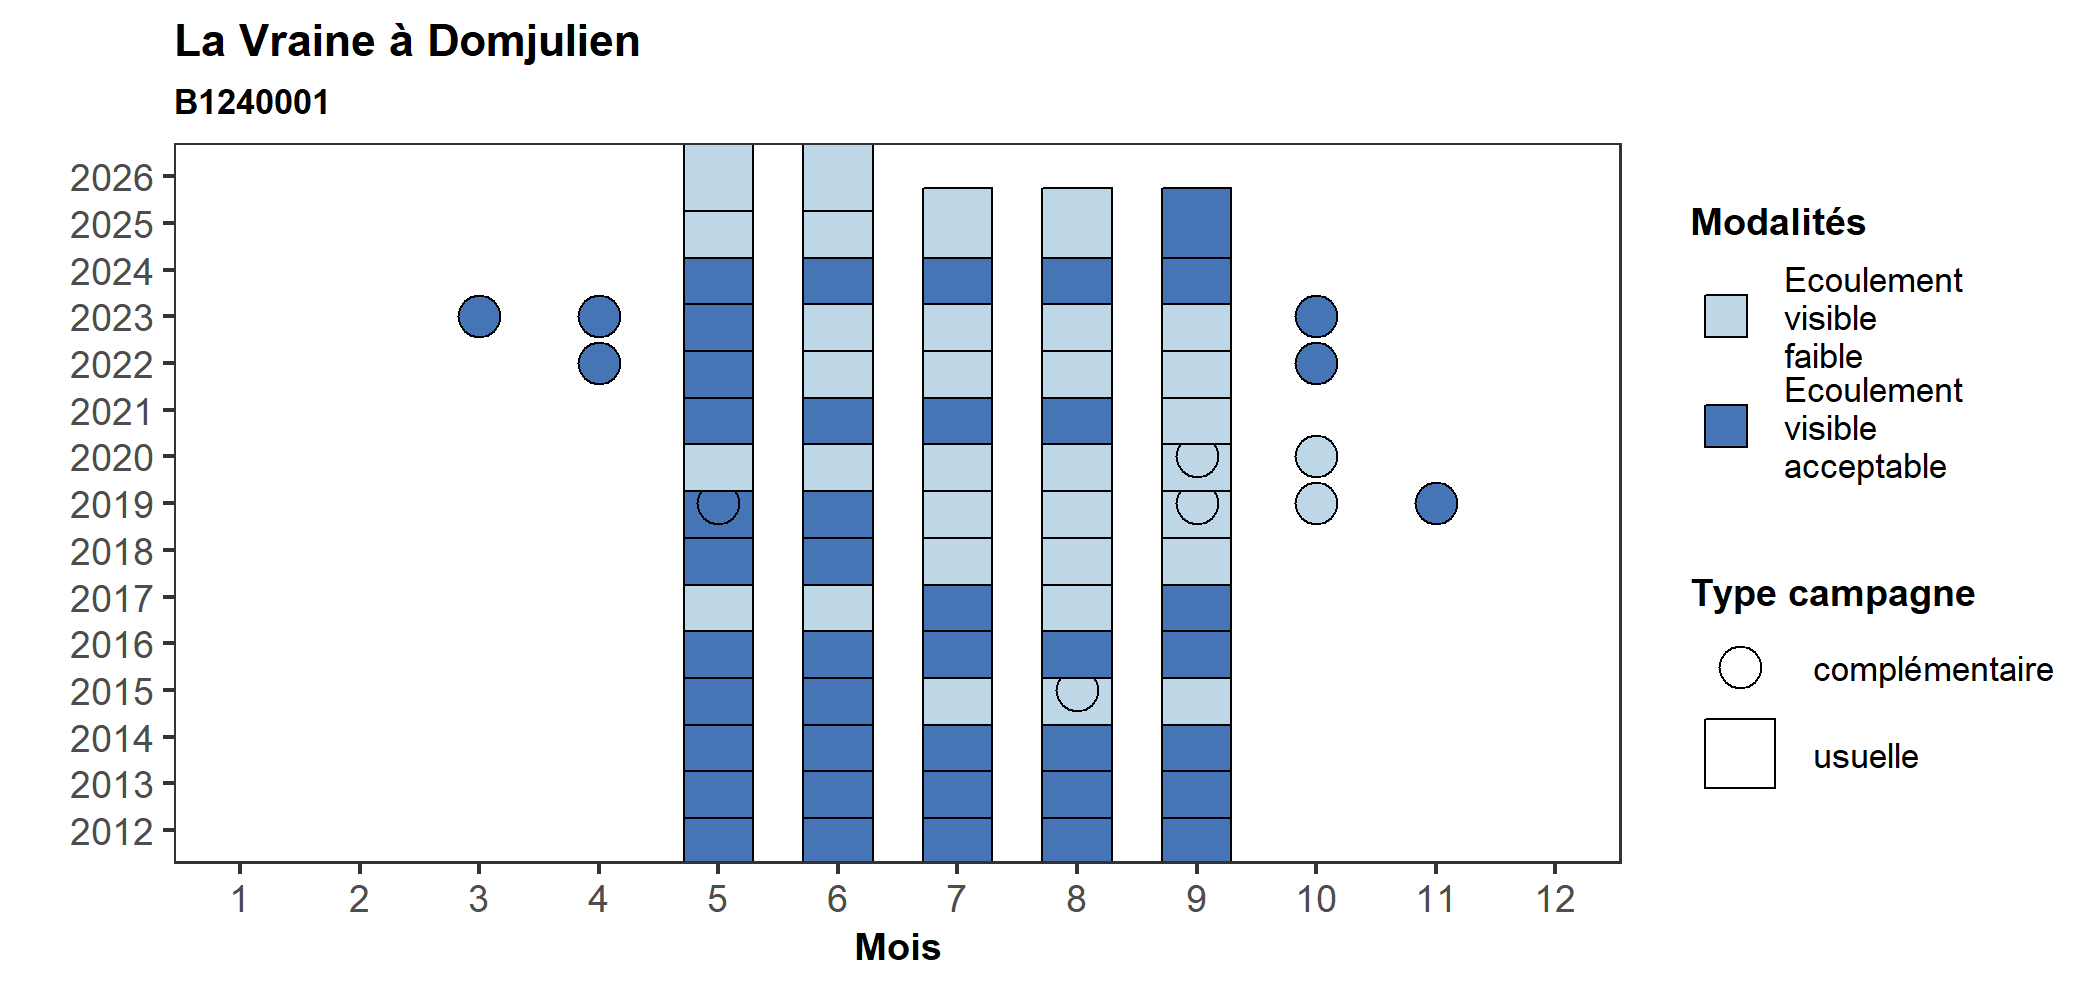 La Vraine à Domjulien
B1240001
2026
2025
2024
2023
2022
2021
2020
2019
2018
2017
2016
2015
2014
2013
2012
1 2 3 4 5 6 7 8 9 10 11 12
Mois
Modalités
Ecoulement
visible
faible
Ecoulement
visible
acceptable
Type campagne
complémentaire
usuelle